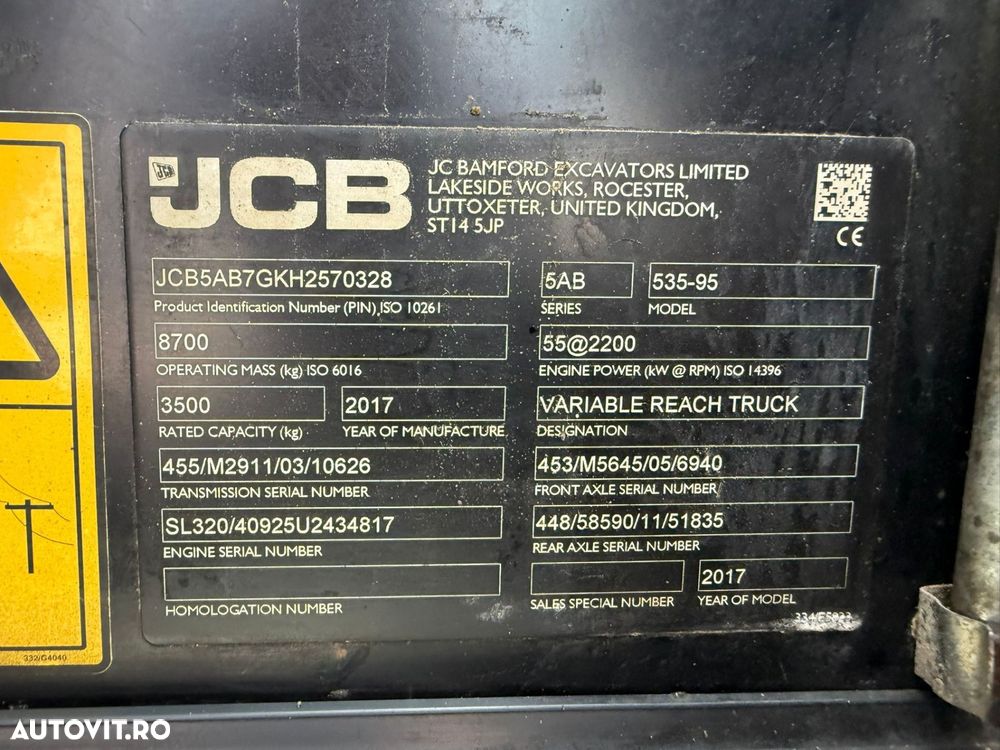 JCB
JC BAMFORD EXCAVATORS LIMITED
LAKESIDE WORKS, ROCESTER,
UTTOXETER, UNITED KINGDOM,
ST14 5JP
CE
JCB5AB7GKH2570328
Product Identification Number (PIN) ISO 10261
5AB
SERIES
535-95
MODEL
8700
OPERATING MASS (kg) ISO 6016
55@2200
ENGINE POWER (kW @ RPM) ISO 14396
3500
RATED CAPACITY (kg)
2017
YEAR OF MANUFACTURE
VARIABLE REACH TRUCK
DESIGNATION
455/M2911/03/10626
TRANSMISSION SERIAL NUMBER
453/M5645/05/6940
FRONT AXLE SERIAL NUMBER
SL320/40925U2434817
ENGINE SERIAL NUMBER
448/58590/11/51835
REAR AXLE SERIAL NUMBER
HOMOLOGATION NUMBER
SALES SPECIAL NUMBER
2017
YEAR OF MODEL
332/G4040
AUTOVIT.RO